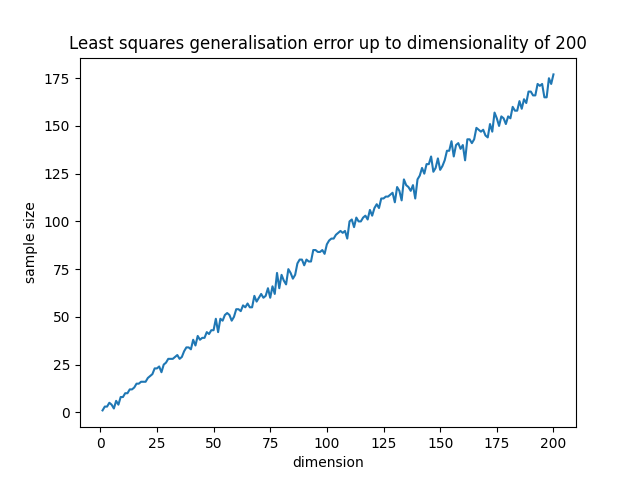 Least squares generalisation error up to dimensionality of 200
sample size
175
150
125
100
75
50
25
0
0 25 50 75 100 125 150 175 200
dimension